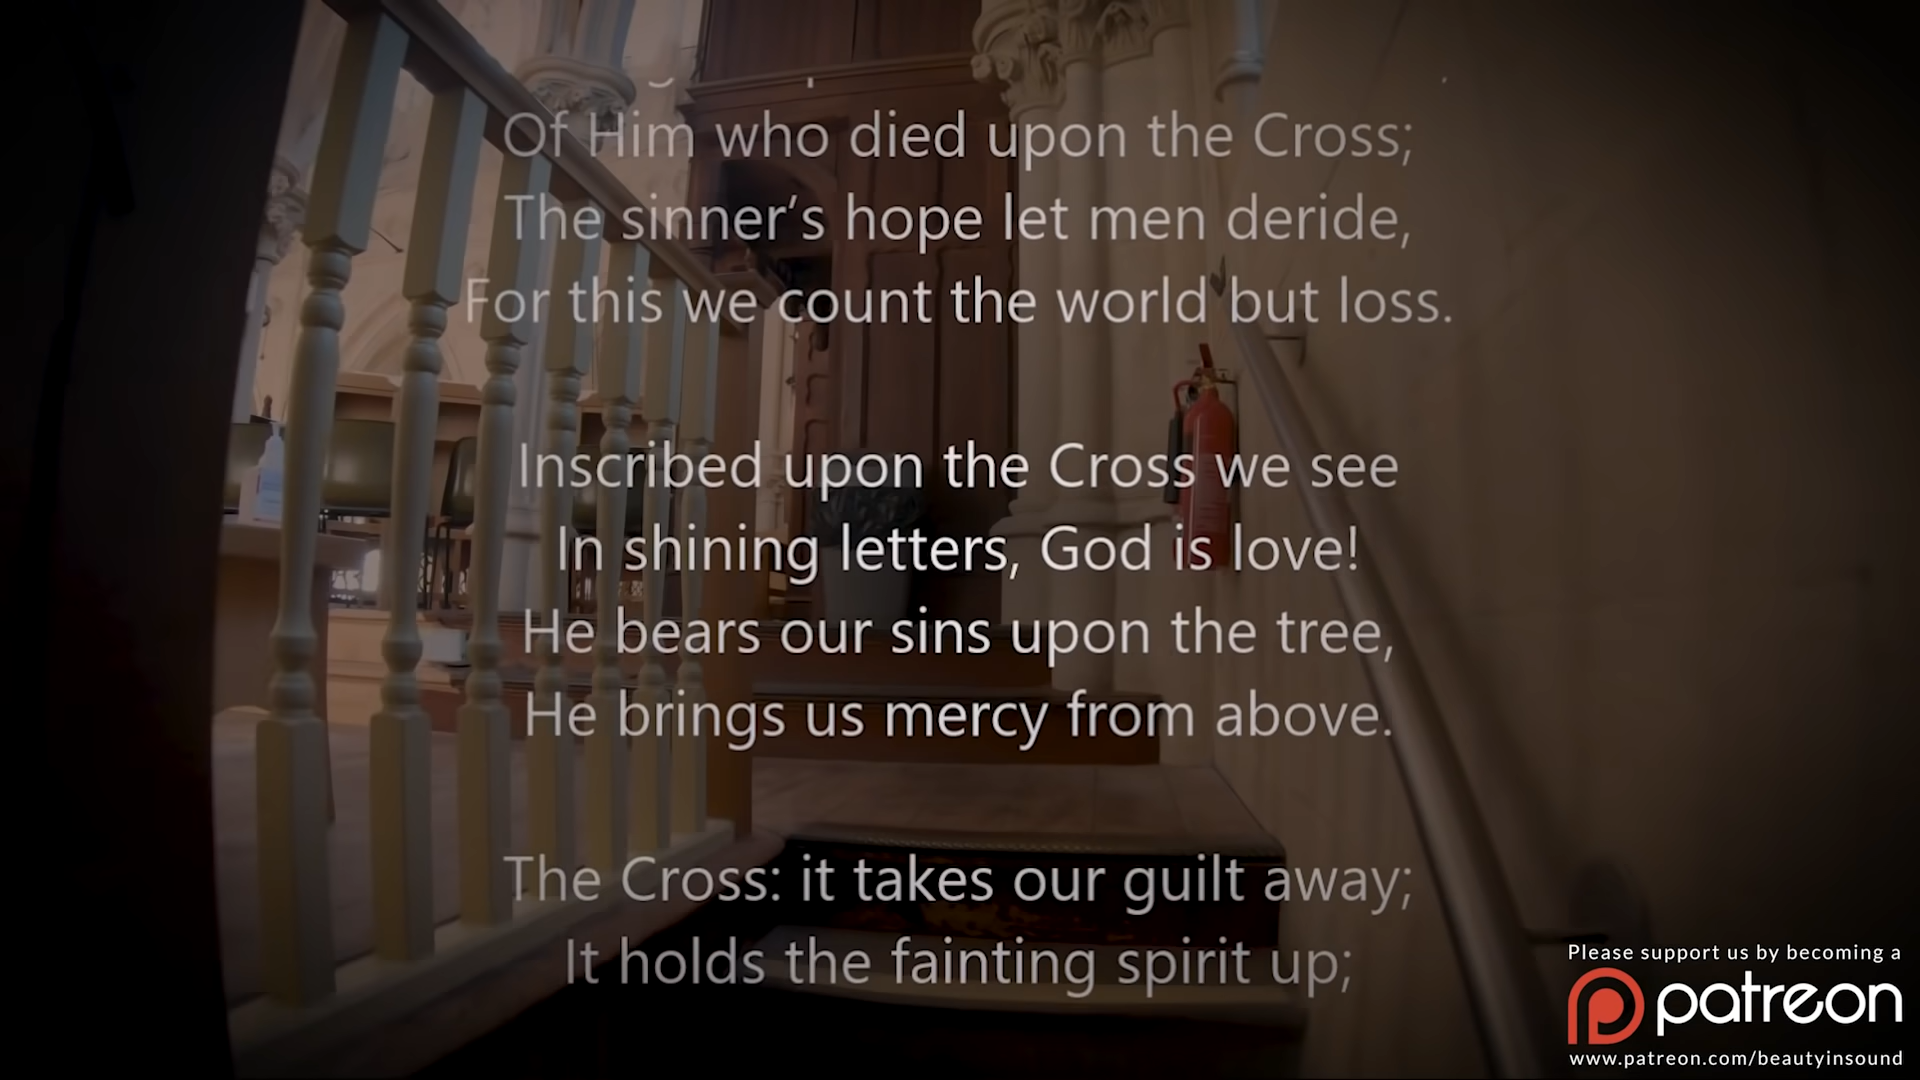 Of Him who died upon the Cross;
The sinner’s hope let men deride,
For this we count the world but loss.
Inscribed upon the Cross we see
In shining letters, God is love!
He bears our sins upon the tree,
He brings us mercy from above.
The Cross: it takes our guilt away;
It holds the fainting spirit up;
Please support us by becoming a
patreon
www.patreon.com/beautyinsound